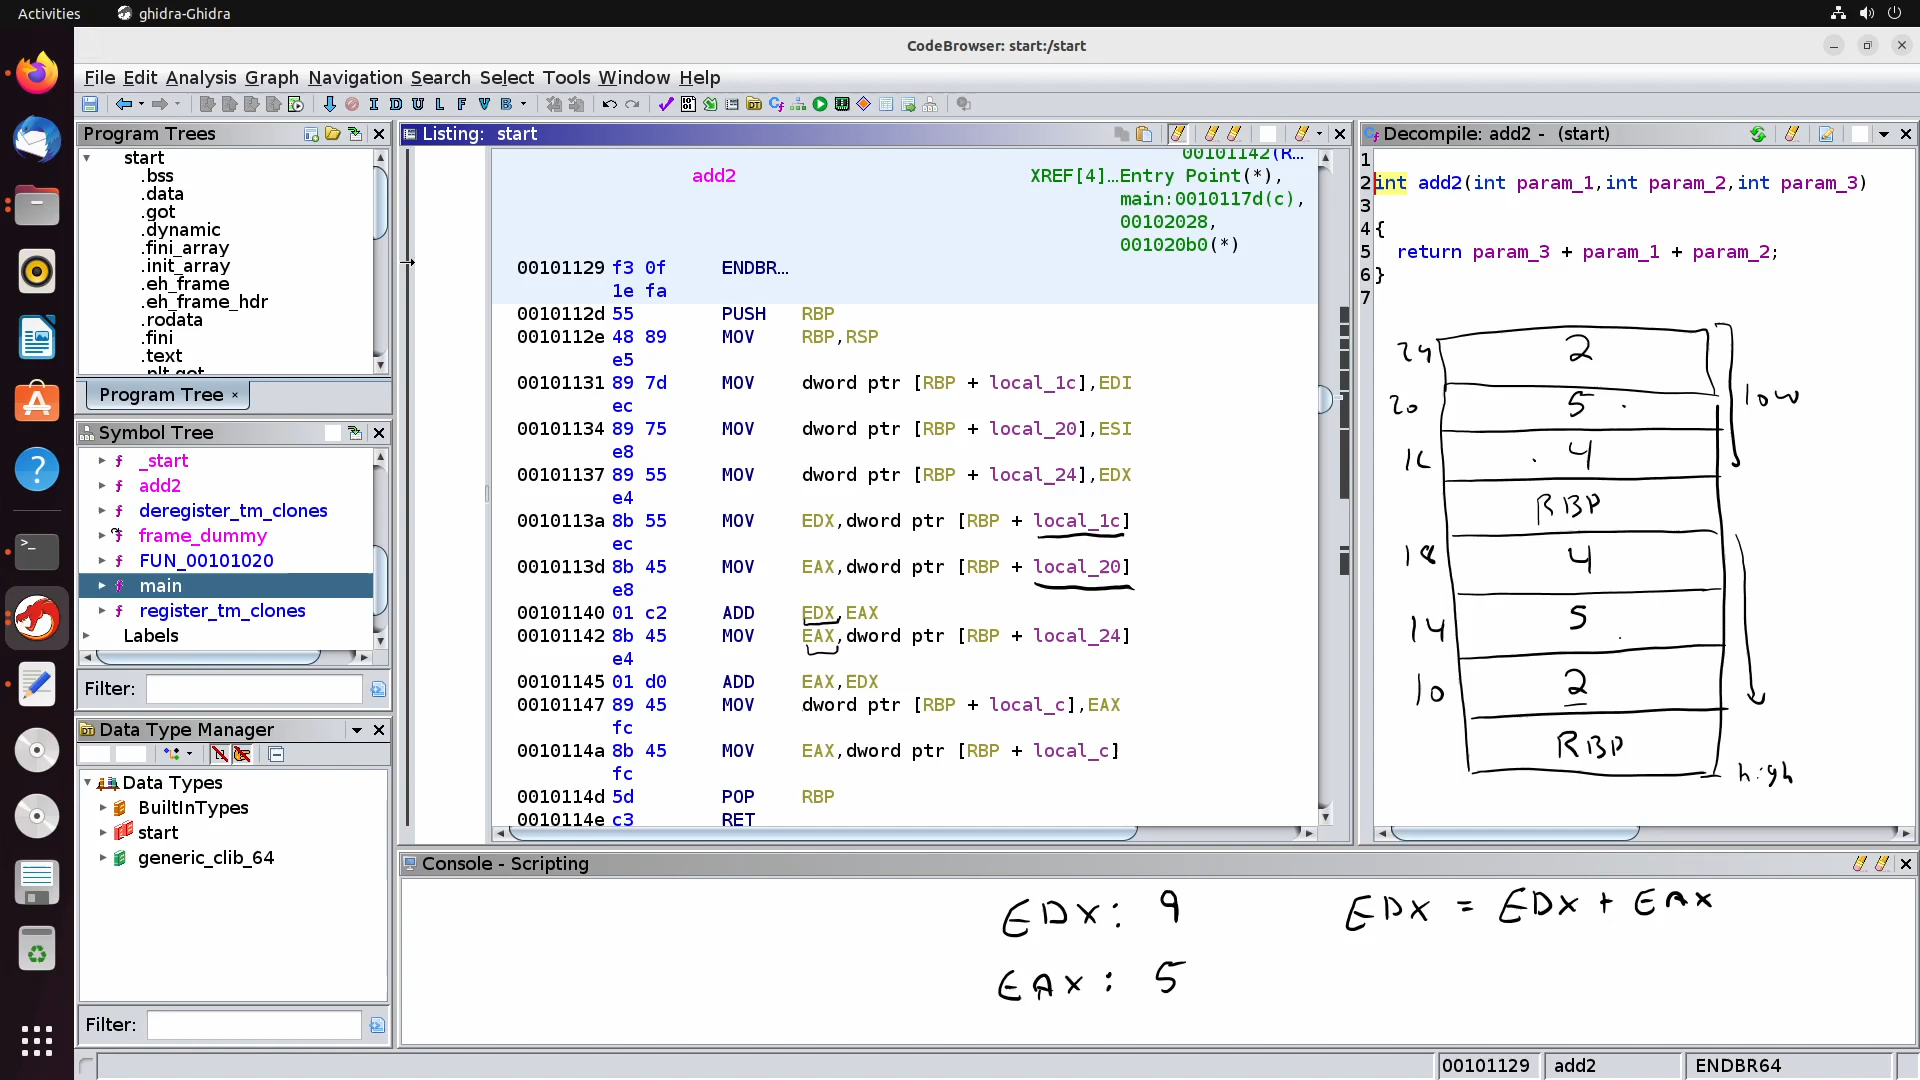 Activities
ghidra-Ghidra
CodeBrowser: start:/start
File Edit Analysis Graph Navigation Search Select Tools Window Help
I D U L F V B
Program Trees
start
.bss
.data
.got
.dynamic
.fini_array
.init_array
.eh_frame
.eh_frame_hdr
.rodata
.fini
.text
.plt.got
Program Tree ×
Symbol Tree
f _start
f add2
f deregister_tm_clones
f frame_dummy
f FUN_00101020
f main
f register_tm_clones
Labels
Filter:
Data Type Manager
Data Types
BuiltInTypes
start
generic_clib_64
Filter:
Listing: start
00101142(R…
add2 XREF[4]…Entry Point(*),
main:0010117d(c),
00102028,
001020b0(*)
00101129 f3 0f ENDBR…
1e fa
0010112d 55 PUSH RBP
0010112e 48 89 MOV RBP,RSP
e5
00101131 89 7d MOV dword ptr [RBP + local_1c],EDI
ec
00101134 89 75 MOV dword ptr [RBP + local_20],ESI
e8
00101137 89 55 MOV dword ptr [RBP + local_24],EDX
e4
0010113a 8b 55 MOV EDX,dword ptr [RBP + local_1c]
ec
0010113d 8b 45 MOV EAX,dword ptr [RBP + local_20]
e8
00101140 01 c2 ADD EDX,EAX
00101142 8b 45 MOV EAX,dword ptr [RBP + local_24]
e4
00101145 01 d0 ADD EAX,EDX
00101147 89 45 MOV dword ptr [RBP + local_c],EAX
fc
0010114a 8b 45 MOV EAX,dword ptr [RBP + local_c]
fc
0010114d 5d POP RBP
0010114e c3 RET
Decompile: add2 - (start)
1
2 int add2(int param_1,int param_2,int param_3)
3
4 {
5 return param_3 + param_1 + param_2;
6 }
7
24 2
20 5 low
1c 4
RBP
18 4
14 5
10 2
RBP
high
Console - Scripting
EDX: 9 EDX = EDX + EAX
EAX: 5
00101129 add2 ENDBR64